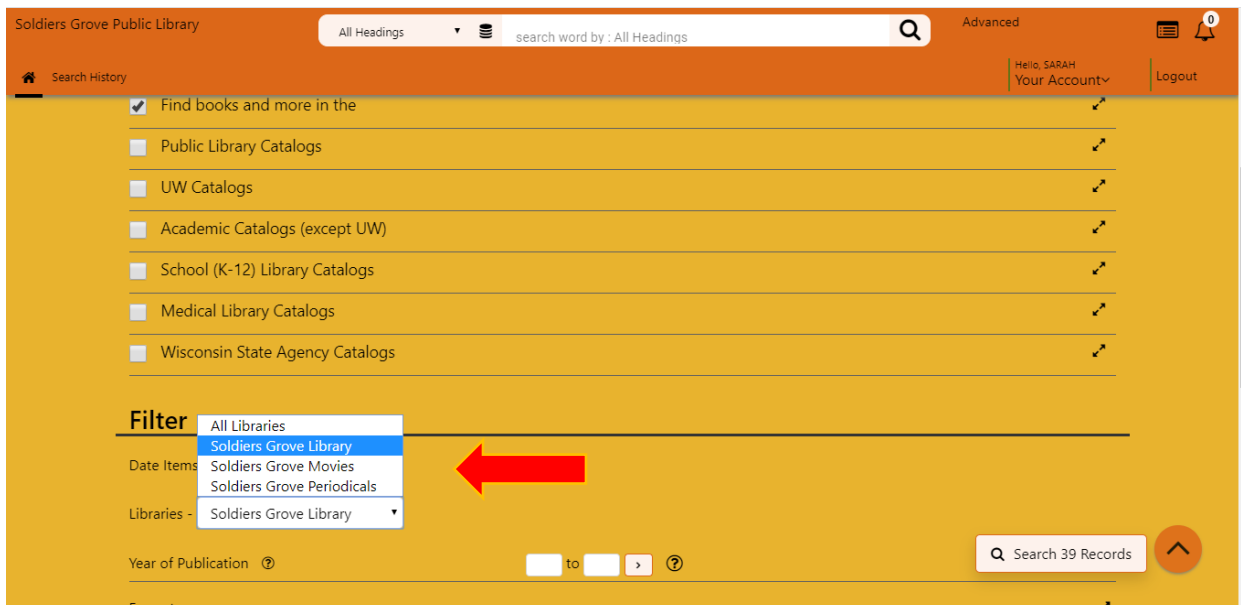 Soldiers Grove Public Library
All Headings
search word by : All Headings
Advanced
0
Search History
Hello, SARAH
Your Account
Logout
Find books and more in the
Public Library Catalogs
UW Catalogs
Academic Catalogs (except UW)
School (K-12) Library Catalogs
Medical Library Catalogs
Wisconsin State Agency Catalogs
Filter
All Libraries
Soldiers Grove Library
Date Items
Soldiers Grove Movies
Soldiers Grove Periodicals
Libraries - Soldiers Grove Library
Year of Publication ? to > ?
Search 39 Records